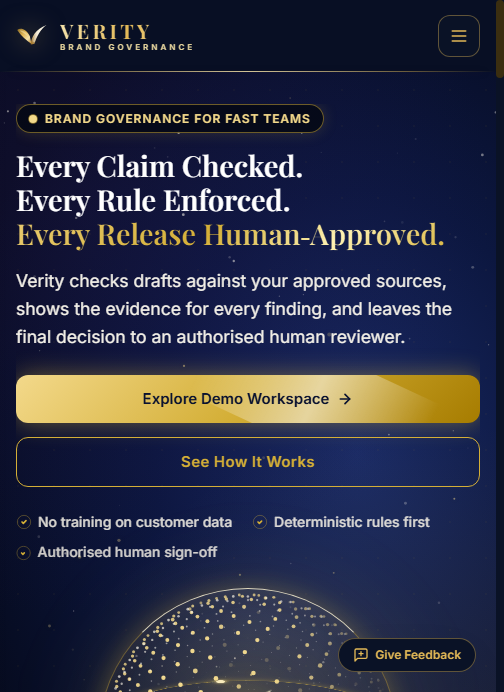 VERITY
BRAND GOVERNANCE
BRAND GOVERNANCE FOR FAST TEAMS
Every Claim Checked.
Every Rule Enforced.
Every Release Human-Approved.
Verity checks drafts against your approved sources,
shows the evidence for every finding, and leaves the
final decision to an authorised human reviewer.
Explore Demo Workspace →
See How It Works
No training on customer data
Deterministic rules first
Authorised human sign-off
Give Feedback